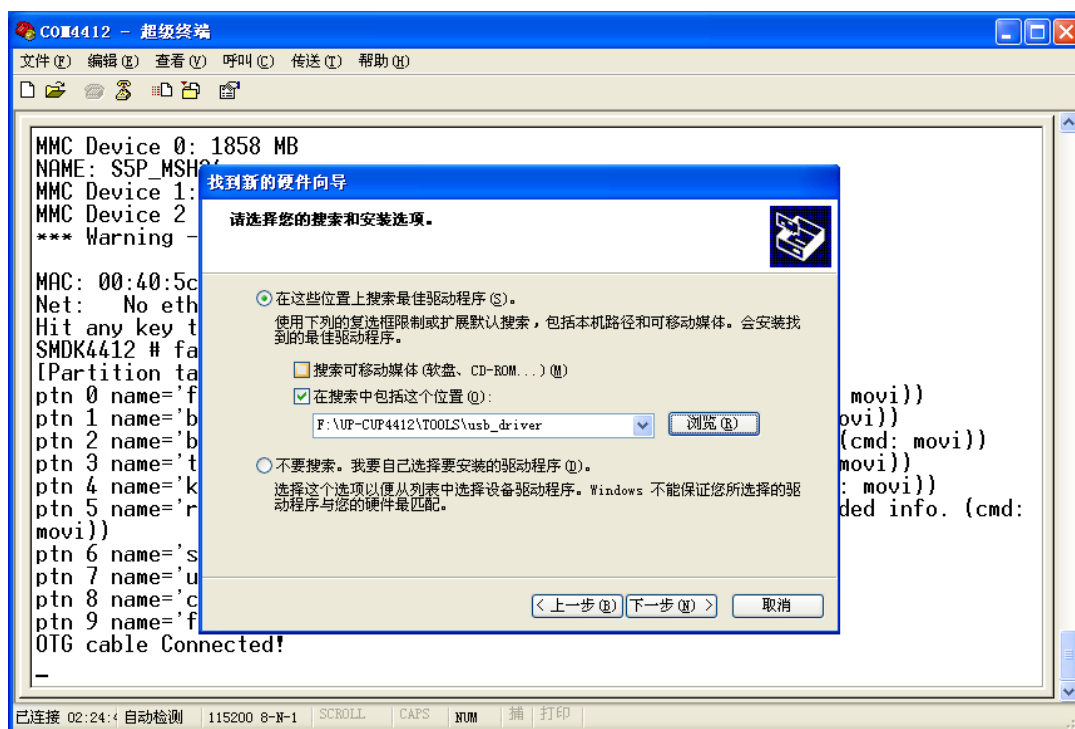 COM4412 - 超级终端
文件(F) 编辑(E) 查看(V) 呼叫(C) 传送(T) 帮助(H)
MMC Device 0: 1858 MB
NAME: S5P_MSH
MMC Device 1:
MMC Device 2
*** Warning -
MAC: 00:40:5c
Net: No eth
Hit any key t
SMDK4412 # fa
[Partition ta
ptn 0 name='f movi))
ptn 1 name='b ovi))
ptn 2 name='b (cmd: movi))
ptn 3 name='t movi))
ptn 4 name='k : movi))
ptn 5 name='r ded info. (cmd:
movi))
ptn 6 name='s
ptn 7 name='u
ptn 8 name='c
ptn 9 name='f
OTG cable Connected!
找到新的硬件向导
请选择您的搜索和安装选项。
在这些位置上搜索最佳驱动程序(S)。
使用下列的复选框限制或扩展默认搜索，包括本机路径和可移动媒体。会安装找
到的最佳驱动程序。
搜索可移动媒体(软盘、CD-ROM...)(M)
在搜索中包括这个位置(O):
F:\UP-CUP4412\TOOLS\usb_driver
浏览(R)
不要搜索。我要自己选择要安装的驱动程序(D)。
选择这个选项以便从列表中选择设备驱动程序。Windows 不能保证您所选择的驱
动程序与您的硬件最匹配。
< 上一步(B) 下一步(N) > 取消
已连接 02:24:4 自动检测 115200 8-N-1 SCROLL CAPS NUM 捕 打印